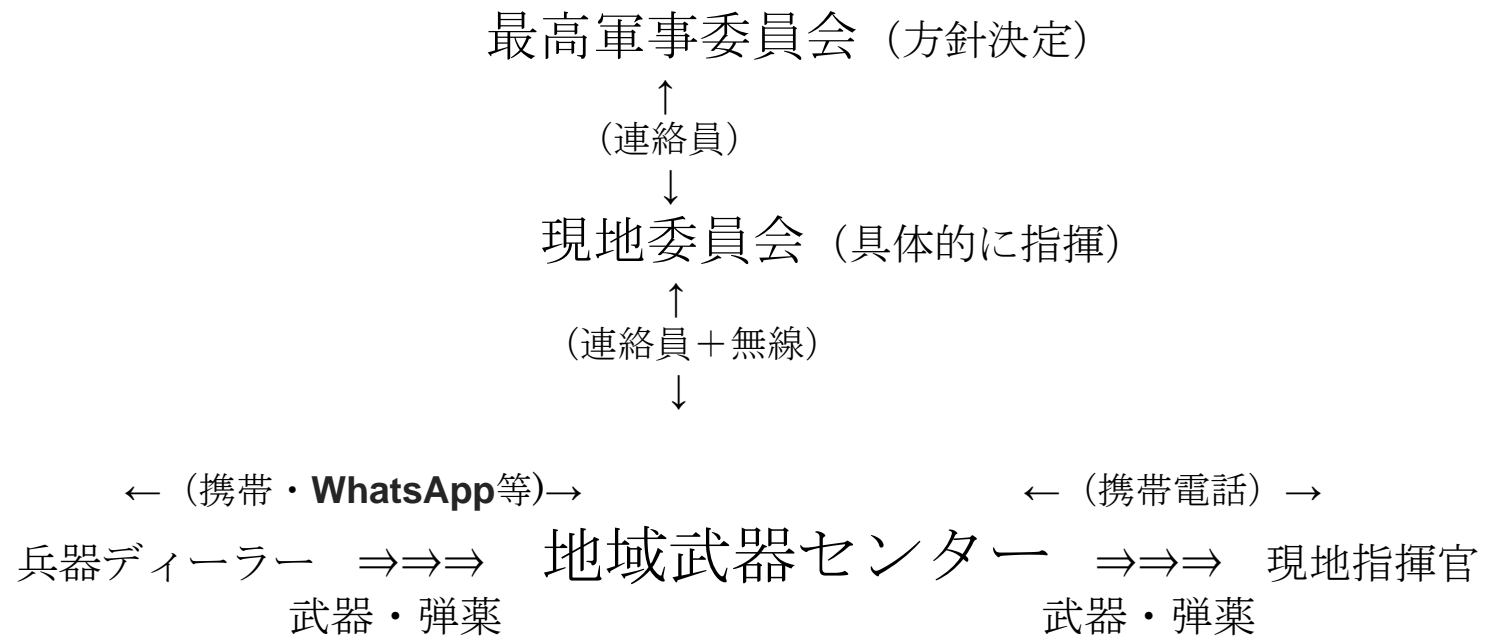 最高軍事委員会（方針決定）
↑
（連絡員）
↓
現地委員会（具体的に指揮）
↑
（連絡員＋無線）
↓
←（携帯・WhatsApp等)→ ←（携帯電話）→
兵器ディーラー ⇒⇒⇒ 地域武器センター ⇒⇒⇒ 現地指揮官
武器・弾薬 武器・弾薬